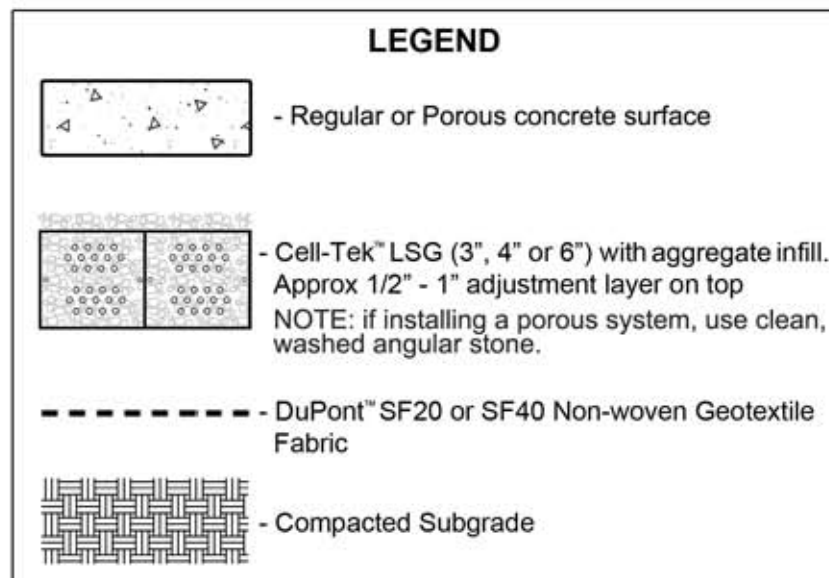 LEGEND
- Regular or Porous concrete surface
- Cell-Tek™ LSG (3”, 4” or 6”) with aggregate infill.
Approx 1/2” - 1” adjustment layer on top
NOTE: if installing a porous system, use clean,
washed angular stone.
- DuPont™ SF20 or SF40 Non-woven Geotextile
Fabric
- Compacted Subgrade